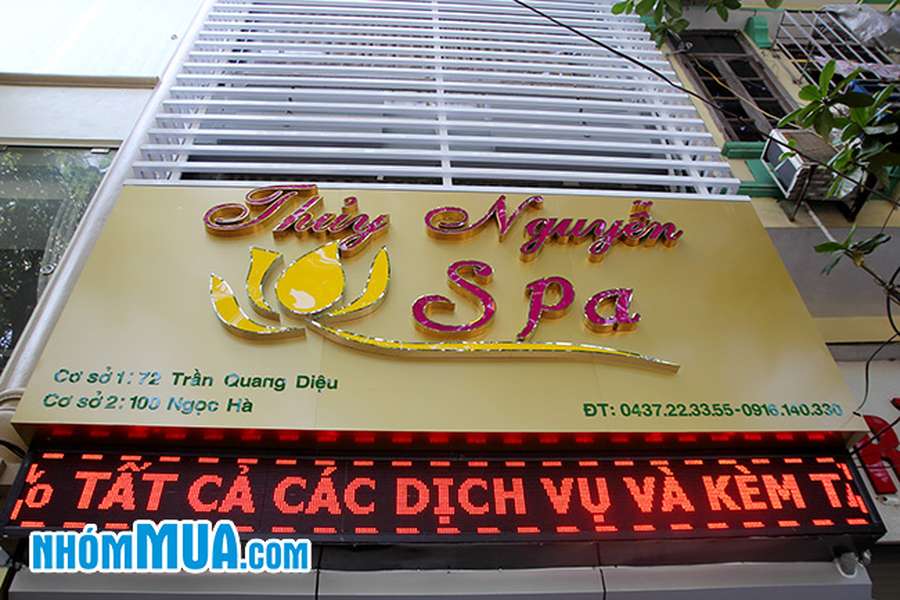 Thủy Nguyễn
Spa
Cơ sở 1: 72 Trần Quang Diệu
Cơ sở 2: 100 Ngọc Hà
ĐT: 0437.22.33.55-0916.140.330
TẤT CẢ CÁC DỊCH VỤ VÀ KÈM
NHÓMMUA.com